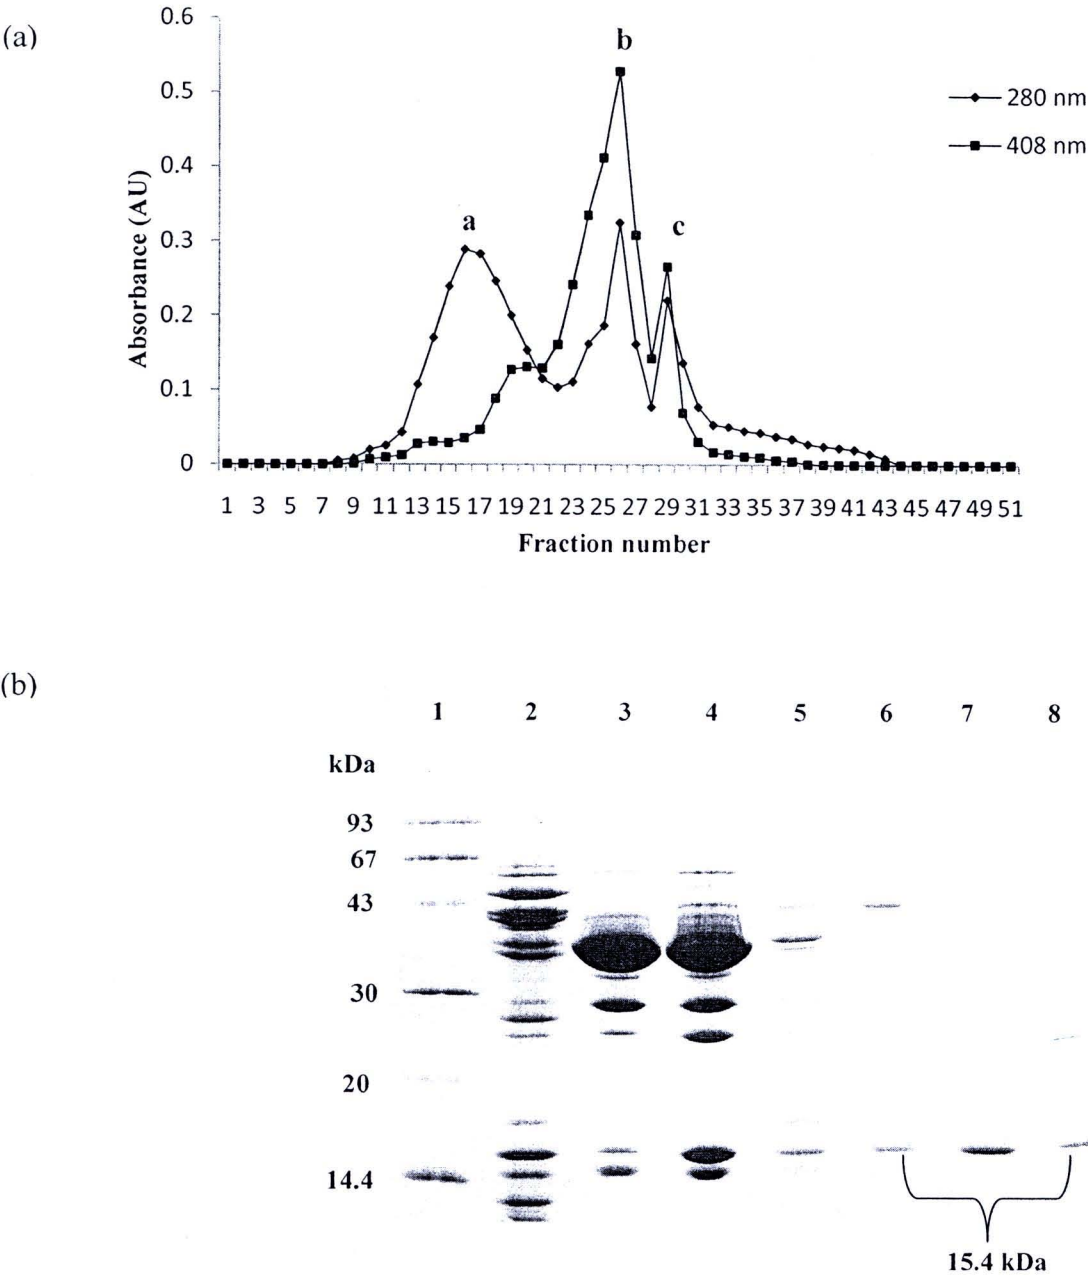 (a)
0.6
0.5
0.4
0.3
0.2
0.1
0
Absorbance (AU)
a
b
c
280 nm
408 nm
1 3 5 7 9 11 13 15 17 19 21 23 25 27 29 31 33 35 37 39 41 43 45 47 49 51
Fraction number
(b)
1 2 3 4 5 6 7 8
kDa
93
67
43
30
20
14.4
15.4 kDa